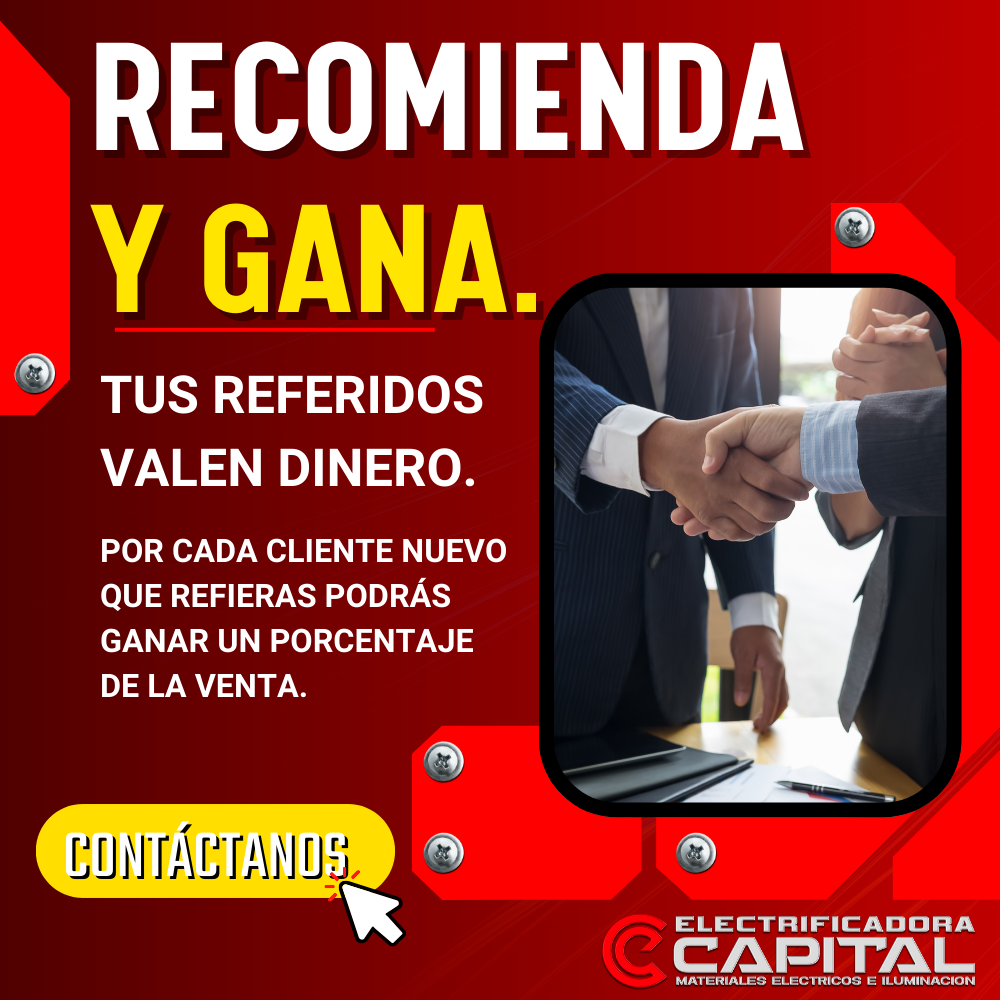 RECOMIENDA
Y GANA.
TUS REFERIDOS
VALEN DINERO.
POR CADA CLIENTE NUEVO
QUE REFIERAS PODRÁS
GANAR UN PORCENTAJE
DE LA VENTA.
CONTÁCTANOS
ELECTRIFICADORA
CAPITAL
MATERIALES ELECTRICOS E ILUMINACION